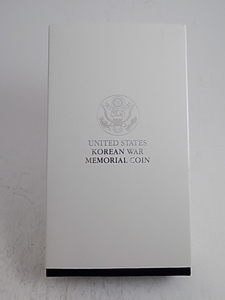 UNITED STATES
KOREAN WAR
MEMORIAL COIN